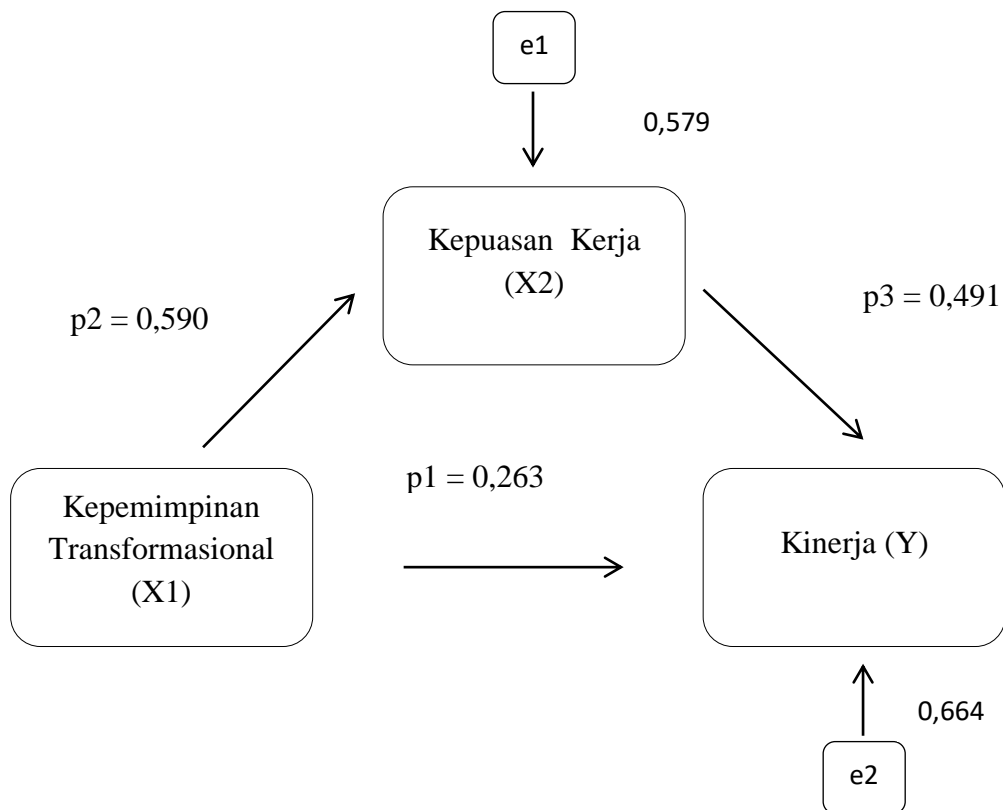 e1
0,579
Kepuasan Kerja
(X2)
p2 = 0,590
p3 = 0,491
p1 = 0,263
Kepemimpinan
Transformasional
(X1)
Kinerja (Y)
0,664
e2